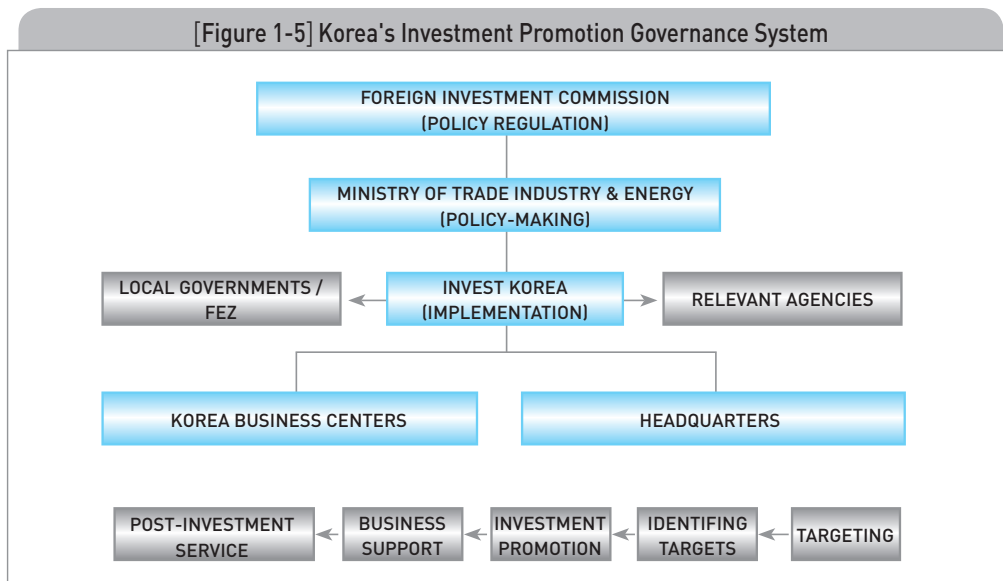 [Figure 1-5] Korea's Investment Promotion Governance System
FOREIGN INVESTMENT COMMISSION
(POLICY REGULATION)
MINISTRY OF TRADE INDUSTRY & ENERGY
(POLICY-MAKING)
LOCAL GOVERNMENTS /
FEZ
INVEST KOREA
(IMPLEMENTATION)
RELEVANT AGENCIES
KOREA BUSINESS CENTERS
HEADQUARTERS
POST-INVESTMENT
SERVICE
BUSINESS
SUPPORT
INVESTMENT
PROMOTION
IDENTIFING
TARGETS
TARGETING